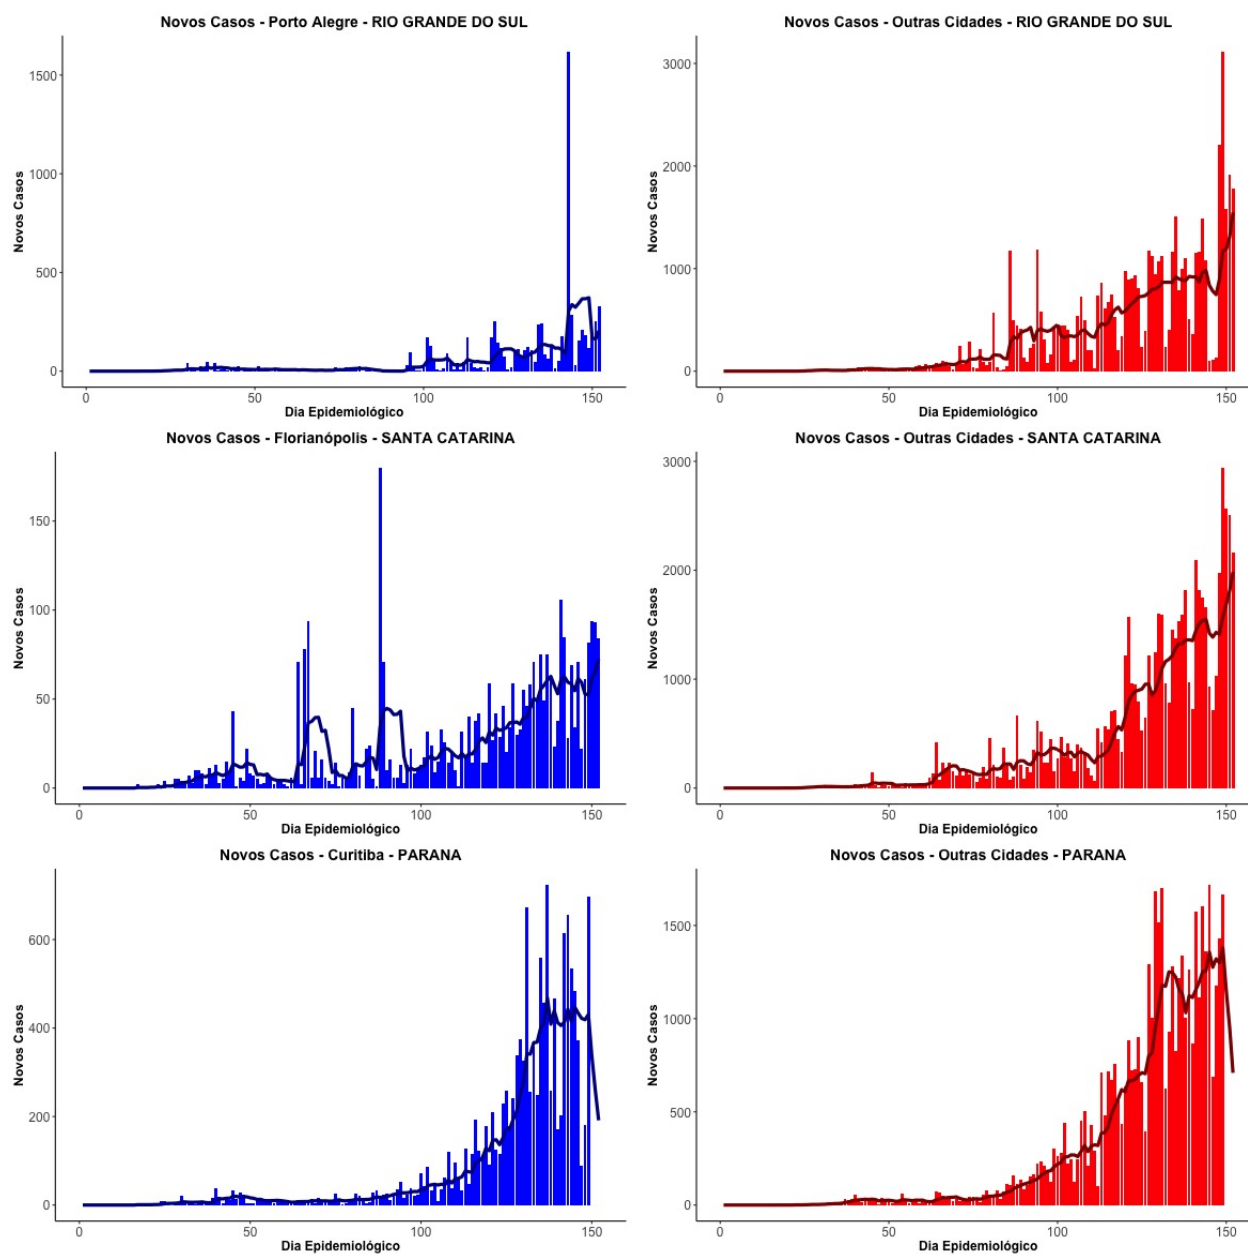 Novos Casos - Porto Alegre - RIO GRANDE DO SUL
1500
1000
500
0
Novos Casos
0 50 100 150
Dia Epidemiológico
Novos Casos - Outras Cidades - RIO GRANDE DO SUL
3000
2000
1000
0
Novos Casos
0 50 100 150
Dia Epidemiológico
Novos Casos - Florianópolis - SANTA CATARINA
150
100
50
0
Novos Casos
0 50 100 150
Dia Epidemiológico
Novos Casos - Outras Cidades - SANTA CATARINA
3000
2000
1000
0
Novos Casos
0 50 100 150
Dia Epidemiológico
Novos Casos - Curitiba - PARANA
600
400
200
0
Novos Casos
0 50 100 150
Dia Epidemiológico
Novos Casos - Outras Cidades - PARANA
1500
1000
500
0
Novos Casos
0 50 100 150
Dia Epidemiológico